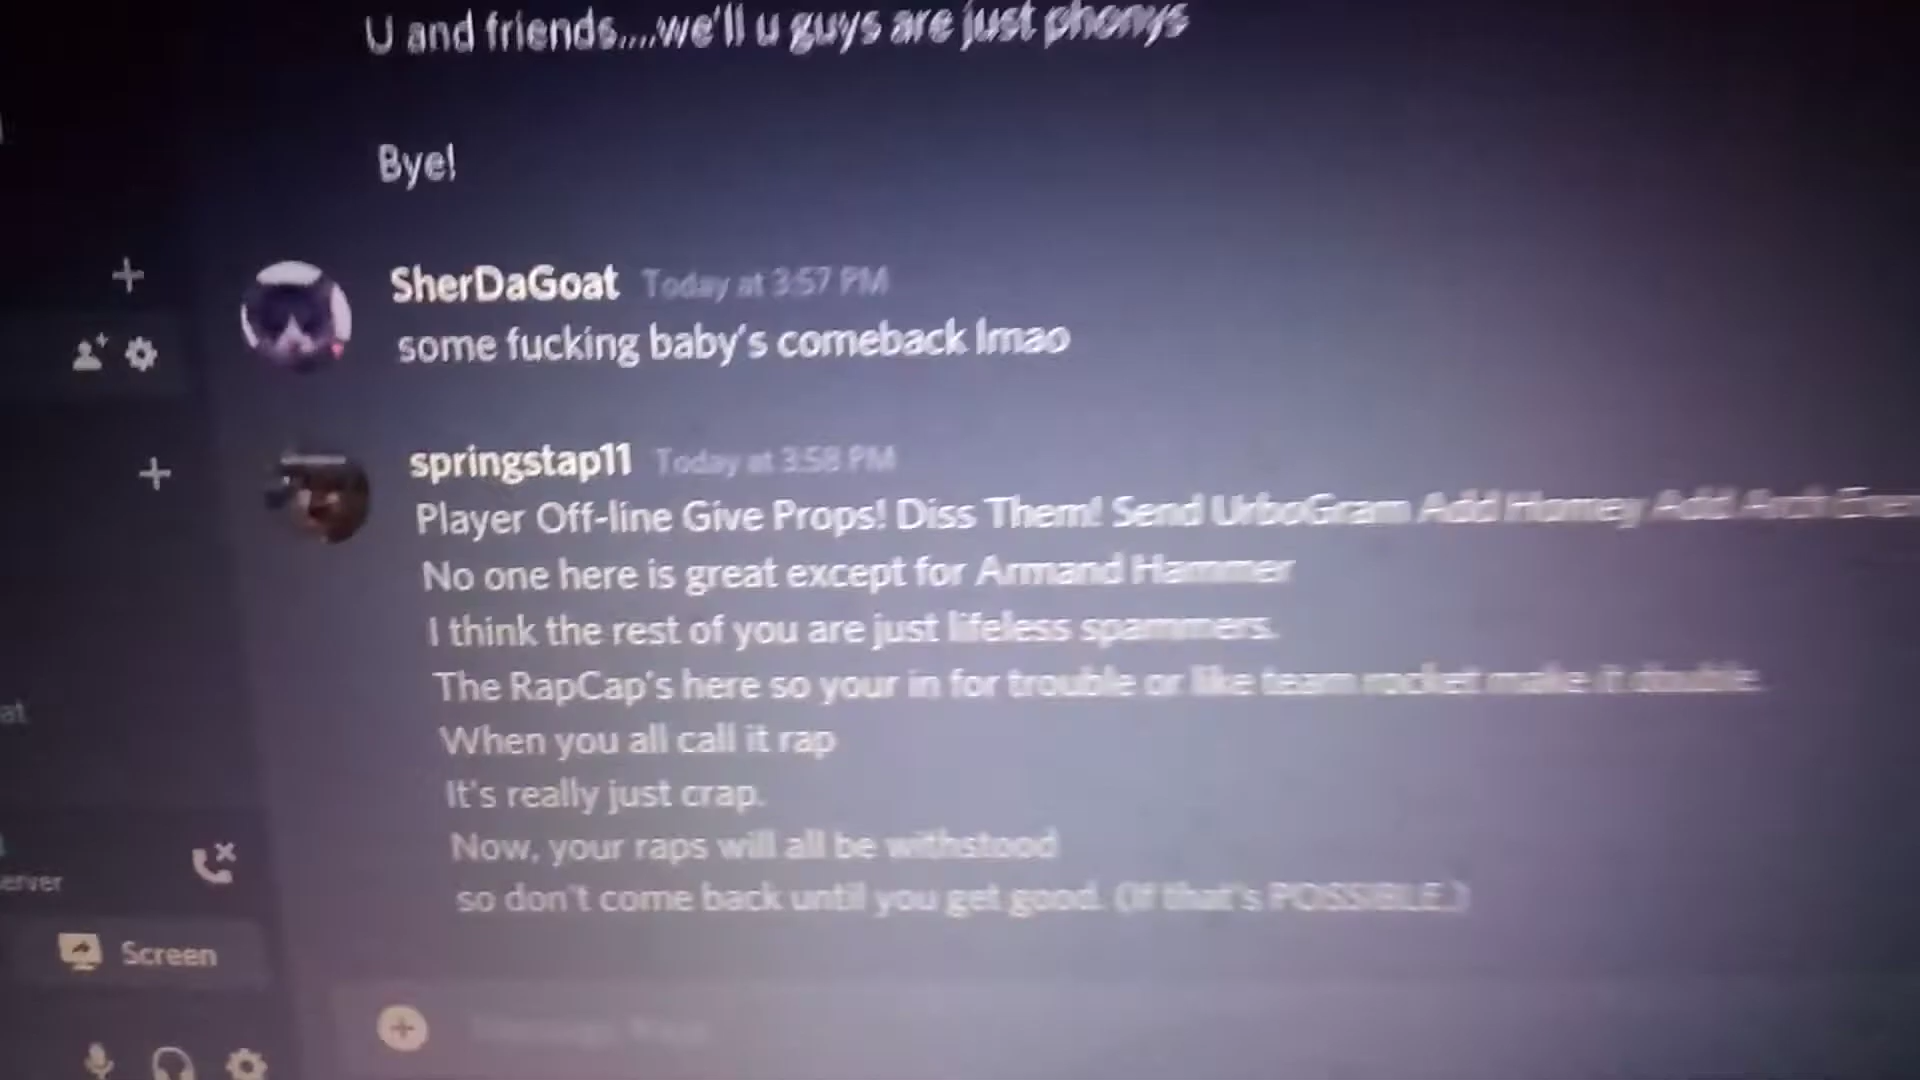 U and friends....we'll u guys are just phonys
Bye!
SherDaGoat Today at 3:57 PM
some fucking baby's comeback lmao
springstap11 Today at 3:58 PM
Player Off-line Give Props! Diss Them! Send UrboGram Add Homey Add Arch Enem
No one here is great except for Armand Hammer
I think the rest of you are just lifeless spammers.
The RapCap's here so your in for trouble or like team rocket make it double.
When you all call it rap
It's really just crap.
Now, your raps will all be withstood
so don't come back until you get good. (If that's POSSIBLE.)
at
erver
Screen